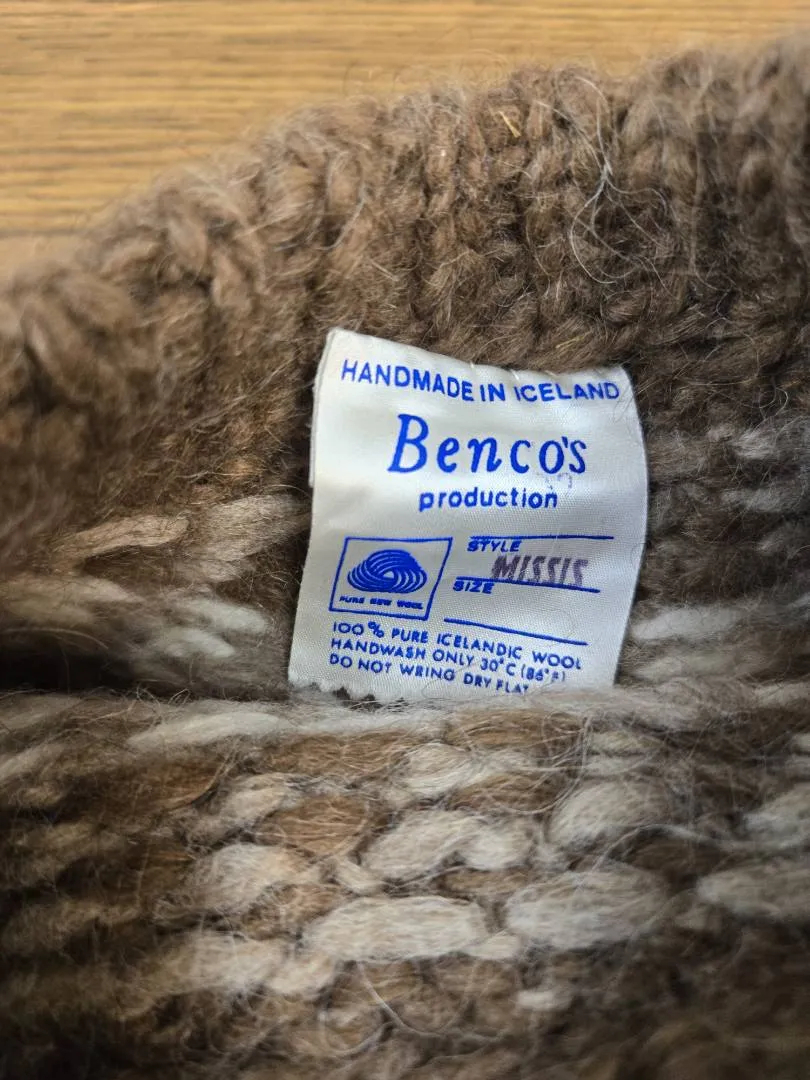 HANDMADE IN ICELAND
Benco's
production
STYLE
MISSIS
SIZE
PURE NEW WOOL
100% PURE ICELANDIC WOOL
HANDWASH ONLY 30°C (86°F)
DO NOT WRING DRY FLAT